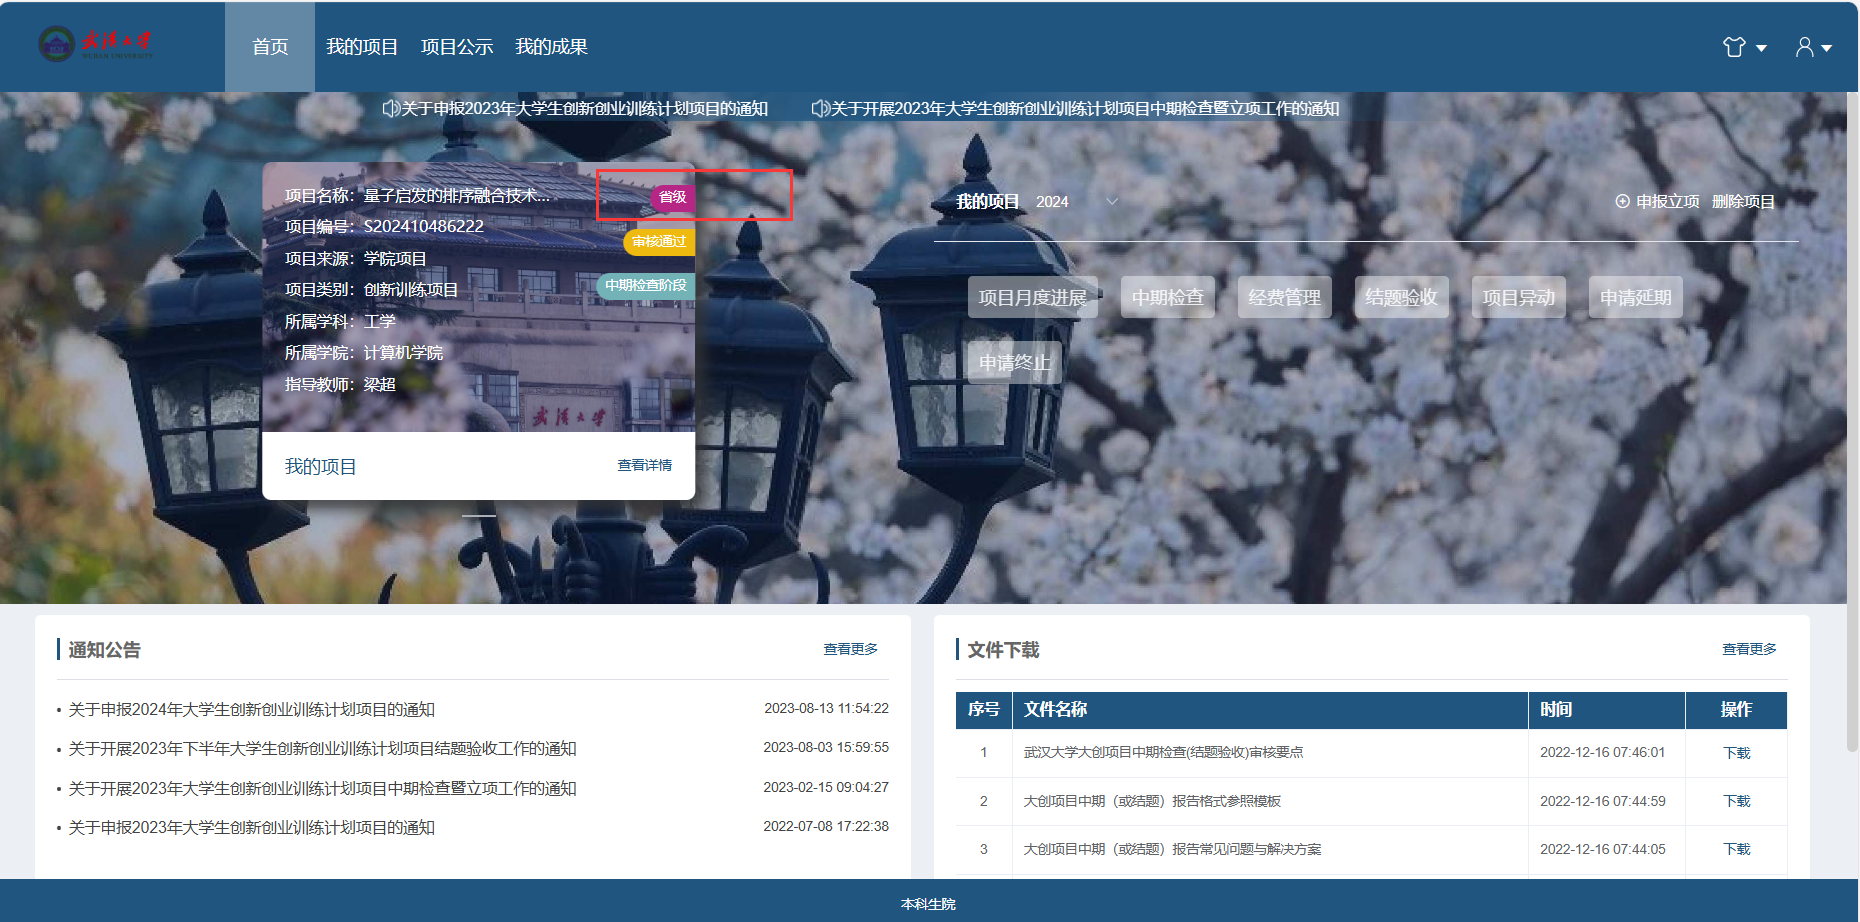 武汉大学
WUHAN UNIVERSITY
首页 我的项目 项目公示 我的成果
关于申报2023年大学生创新创业训练计划项目的通知 关于开展2023年大学生创新创业训练计划项目中期检查暨立项工作的通知
项目名称：量子启发的排序融合技术...
省级
项目编号：S202410486222
审核通过
项目来源：学院项目
中期检查阶段
项目类别：创新训练项目
所属学科：工学
所属学院：计算机学院
指导教师：梁超
武汉大学
我的项目 查看详情
我的项目 2024 申报立项 删除项目
项目月度进展 中期检查 经费管理 结题验收 项目异动 申请延期
申请终止
通知公告 查看更多
• 关于申报2024年大学生创新创业训练计划项目的通知 2023-08-13 11:54:22
• 关于开展2023年下半年大学生创新创业训练计划项目结题验收工作的通知 2023-08-03 15:59:55
• 关于开展2023年大学生创新创业训练计划项目中期检查暨立项工作的通知 2023-02-15 09:04:27
• 关于申报2023年大学生创新创业训练计划项目的通知 2022-07-08 17:22:38
文件下载 查看更多
序号 文件名称 时间 操作
1 武汉大学大创项目中期检查(结题验收)审核要点 2022-12-16 07:46:01 下载
2 大创项目中期（或结题）报告格式参照模板 2022-12-16 07:44:59 下载
3 大创项目中期（或结题）报告常见问题与解决方案 2022-12-16 07:44:05 下载
本科生院